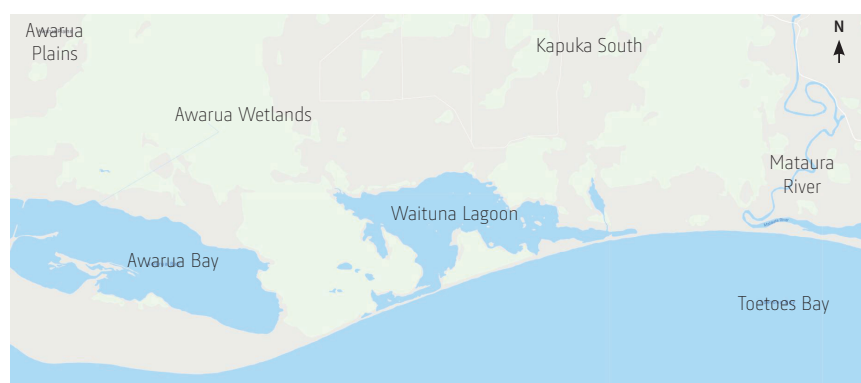 Awarua
Plains
Kapuka South
N
Awarua Wetlands
Mataura
River
Waituna Lagoon
Awarua Bay
Toetoes Bay